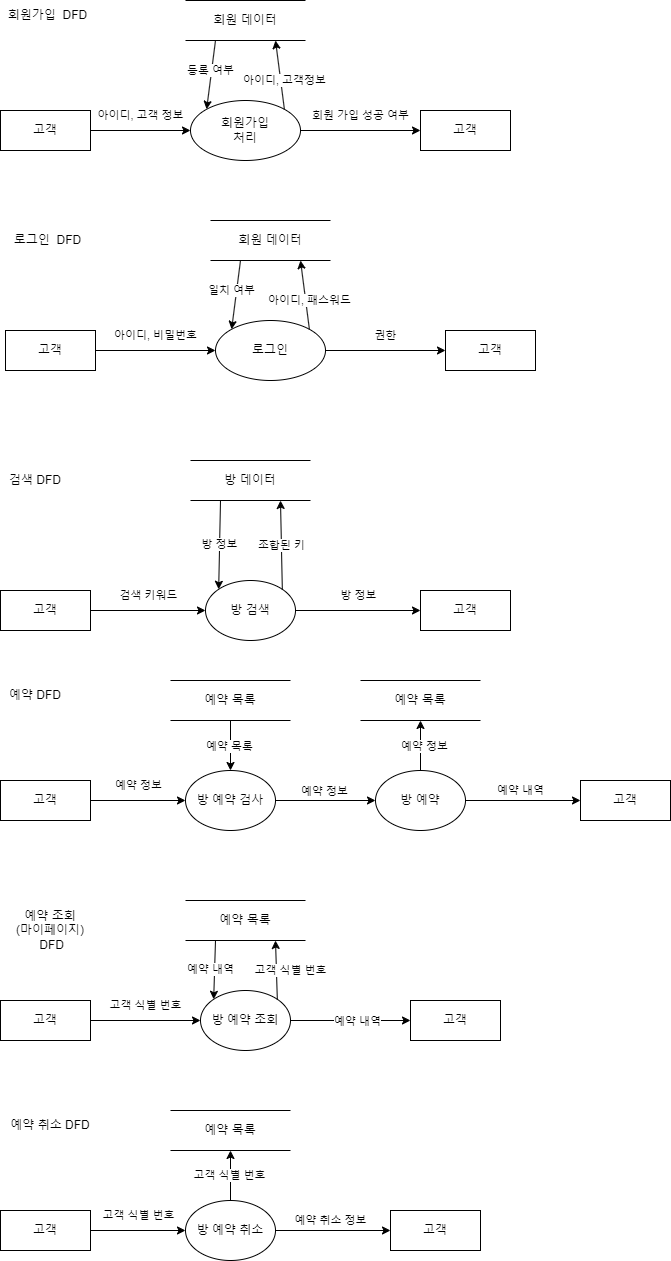 회원가입 DFD
회원 데이터
등록 여부
아이디, 고객정보
고객
아이디, 고객 정보
회원가입
처리
회원 가입 성공 여부
고객
로그인 DFD
회원 데이터
일치 여부
아이디, 패스워드
고객
아이디, 비밀번호
로그인
권한
고객
검색 DFD
방 데이터
방 정보
조합된 키
고객
검색 키워드
방 검색
방 정보
고객
예약 DFD
예약 목록
예약 목록
예약 목록
예약 정보
고객
예약 정보
방 예약 검사
예약 정보
방 예약
예약 내역
고객
예약 조회
(마이페이지)
DFD
예약 목록
예약 내역
고객 식별 번호
고객
고객 식별 번호
방 예약 조회
예약 내역
고객
예약 취소 DFD
예약 목록
고객 식별 번호
고객
고객 식별 번호
방 예약 취소
예약 취소 정보
고객